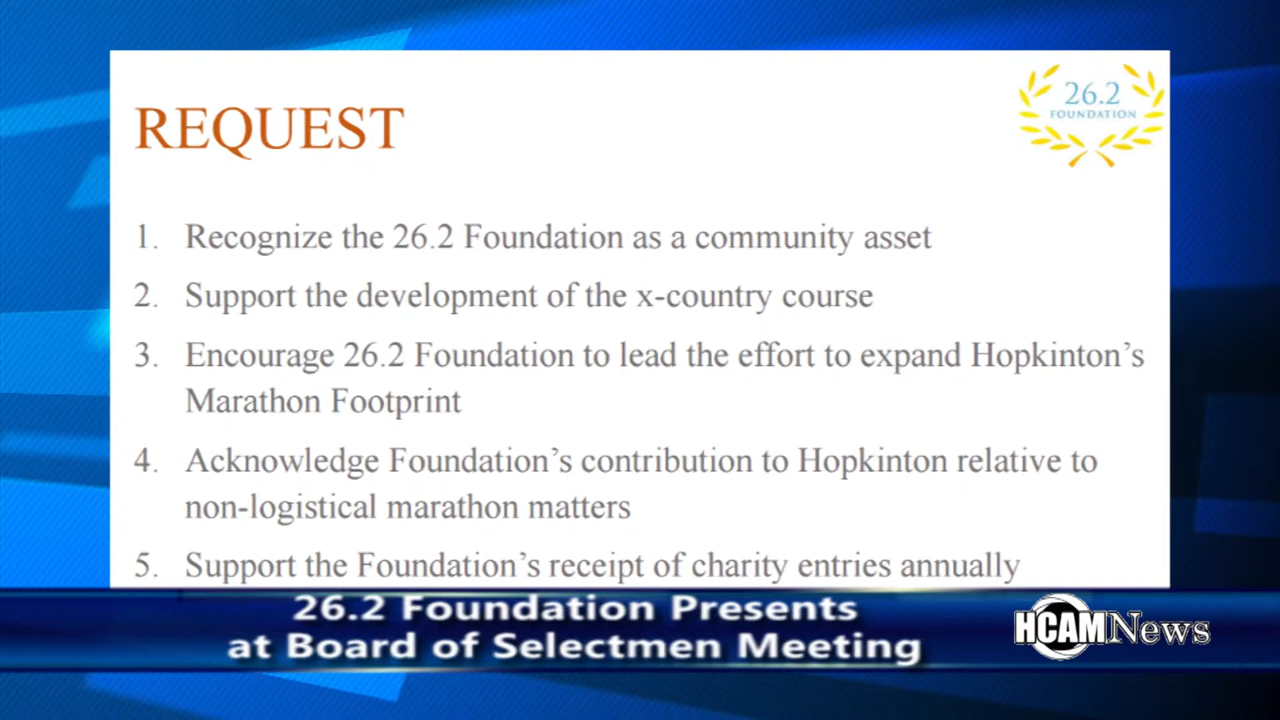 REQUEST
26.2
FOUNDATION
1. Recognize the 26.2 Foundation as a community asset
2. Support the development of the x-country course
3. Encourage 26.2 Foundation to lead the effort to expand Hopkinton’s
Marathon Footprint
4. Acknowledge Foundation’s contribution to Hopkinton relative to
non-logistical marathon matters
5. Support the Foundation’s receipt of charity entries annually
26.2 Foundation Presents
at Board of Selectmen Meeting
HCAMNews